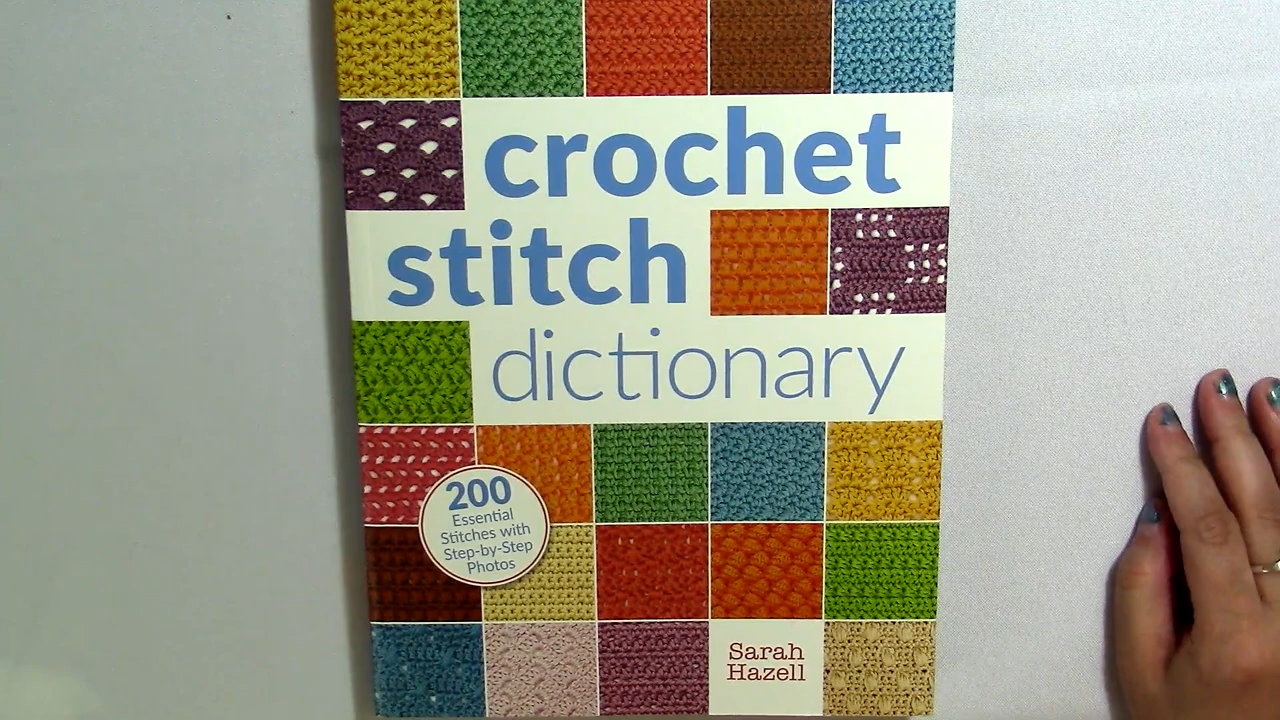 crochet
stitch
dictionary
200
Essential
Stitches with
Step-by-Step
Photos
Sarah
Hazell